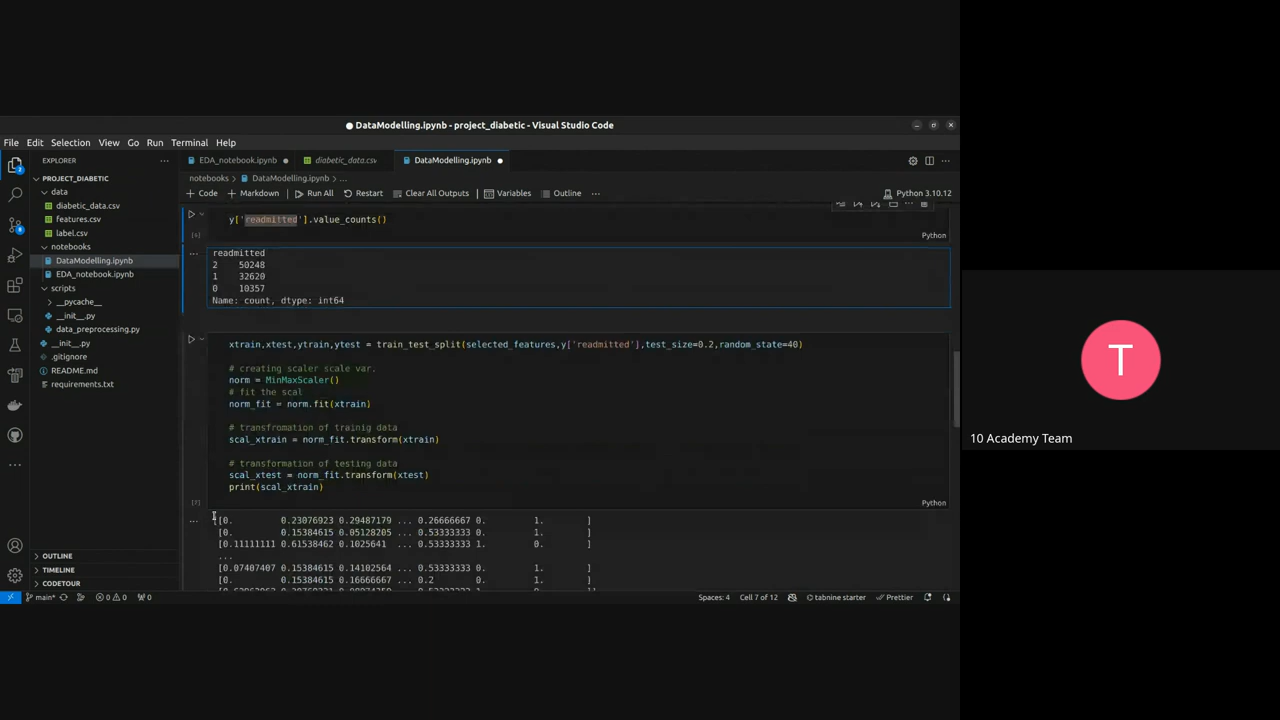 DataModelling.ipynb - project_diabetic - Visual Studio Code
File Edit Selection View Go Run Terminal Help
EXPLORER
PROJECT_DIABETIC
data
diabetic_data.csv
features.csv
label.csv
notebooks
DataModelling.ipynb
EDA_notebook.ipynb
scripts
__pycache__
__init__.py
data_preprocessing.py
__init__.py
.gitignore
README.md
requirements.txt
OUTLINE
TIMELINE
CODETOUR
EDA_notebook.ipynb diabetic_data.csv DataModelling.ipynb
notebooks > DataModelling.ipynb > ...
+ Code + Markdown Run All Restart Clear All Outputs Variables Outline ... Python 3.10.12
y['readmitted'].value_counts()
Python
readmitted
2 50248
1 32620
0 10357
Name: count, dtype: int64
xtrain,xtest,ytrain,ytest = train_test_split(selected_features,y['readmitted'],test_size=0.2,random_state=40)
# creating scaler scale var.
norm = MinMaxScaler()
# fit the scal
norm_fit = norm.fit(xtrain)
# transfromation of trainig data
scal_xtrain = norm_fit.transform(xtrain)
# transformation of testing data
scal_xtest = norm_fit.transform(xtest)
print(scal_xtrain)
[7] Python
[[0. 0.23076923 0.29487179 ... 0.26666667 0. 1. ]
[0. 0.15384615 0.05128205 ... 0.53333333 0. 1. ]
[0.11111111 0.61538462 0.1025641 ... 0.53333333 1. 0. ]
...
[0.07407407 0.15384615 0.14102564 ... 0.53333333 0. 1. ]
[0. 0.15384615 0.16666667 ... 0.2 0. 1. ]
main* 0 0 0 Spaces: 4 Cell 7 of 12 tabnine starter Prettier
T
10 Academy Team